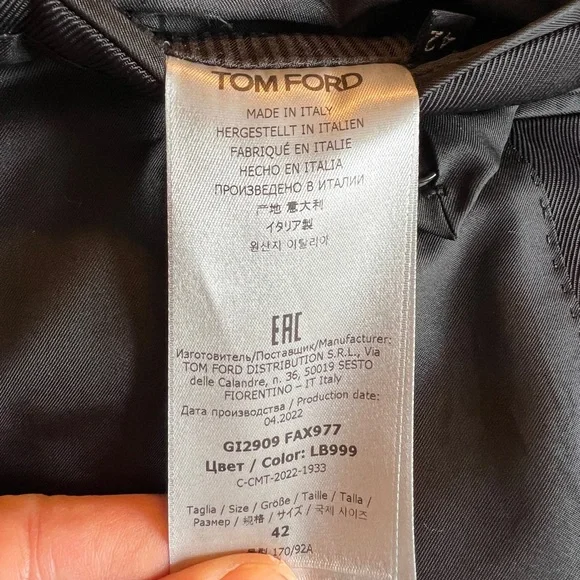 42
TOM FORD
MADE IN ITALY
HERGESTELLT IN ITALIEN
FABRIQUÉ EN ITALIE
HECHO EN ITALIA
ПРОИЗВЕДЕНО В ИТАЛИИ
产地 意大利
イタリア製
원산지 이탈리아
EAC
Изготовитель/Поставщик/Manufacturer:
TOM FORD DISTRIBUTION S.R.L., Via
delle Calandre, n. 36, 50019 SESTO
FIORENTINO – IT Italy
Дата производства / Production date:
04.2022
GI2909 FAX977
Цвет / Color: LB999
C-CMT-2022-1933
Taglia / Size / Größe / Taille / Talla /
Размер / 规格 / サイズ / 국제 사이즈
42
170/92A